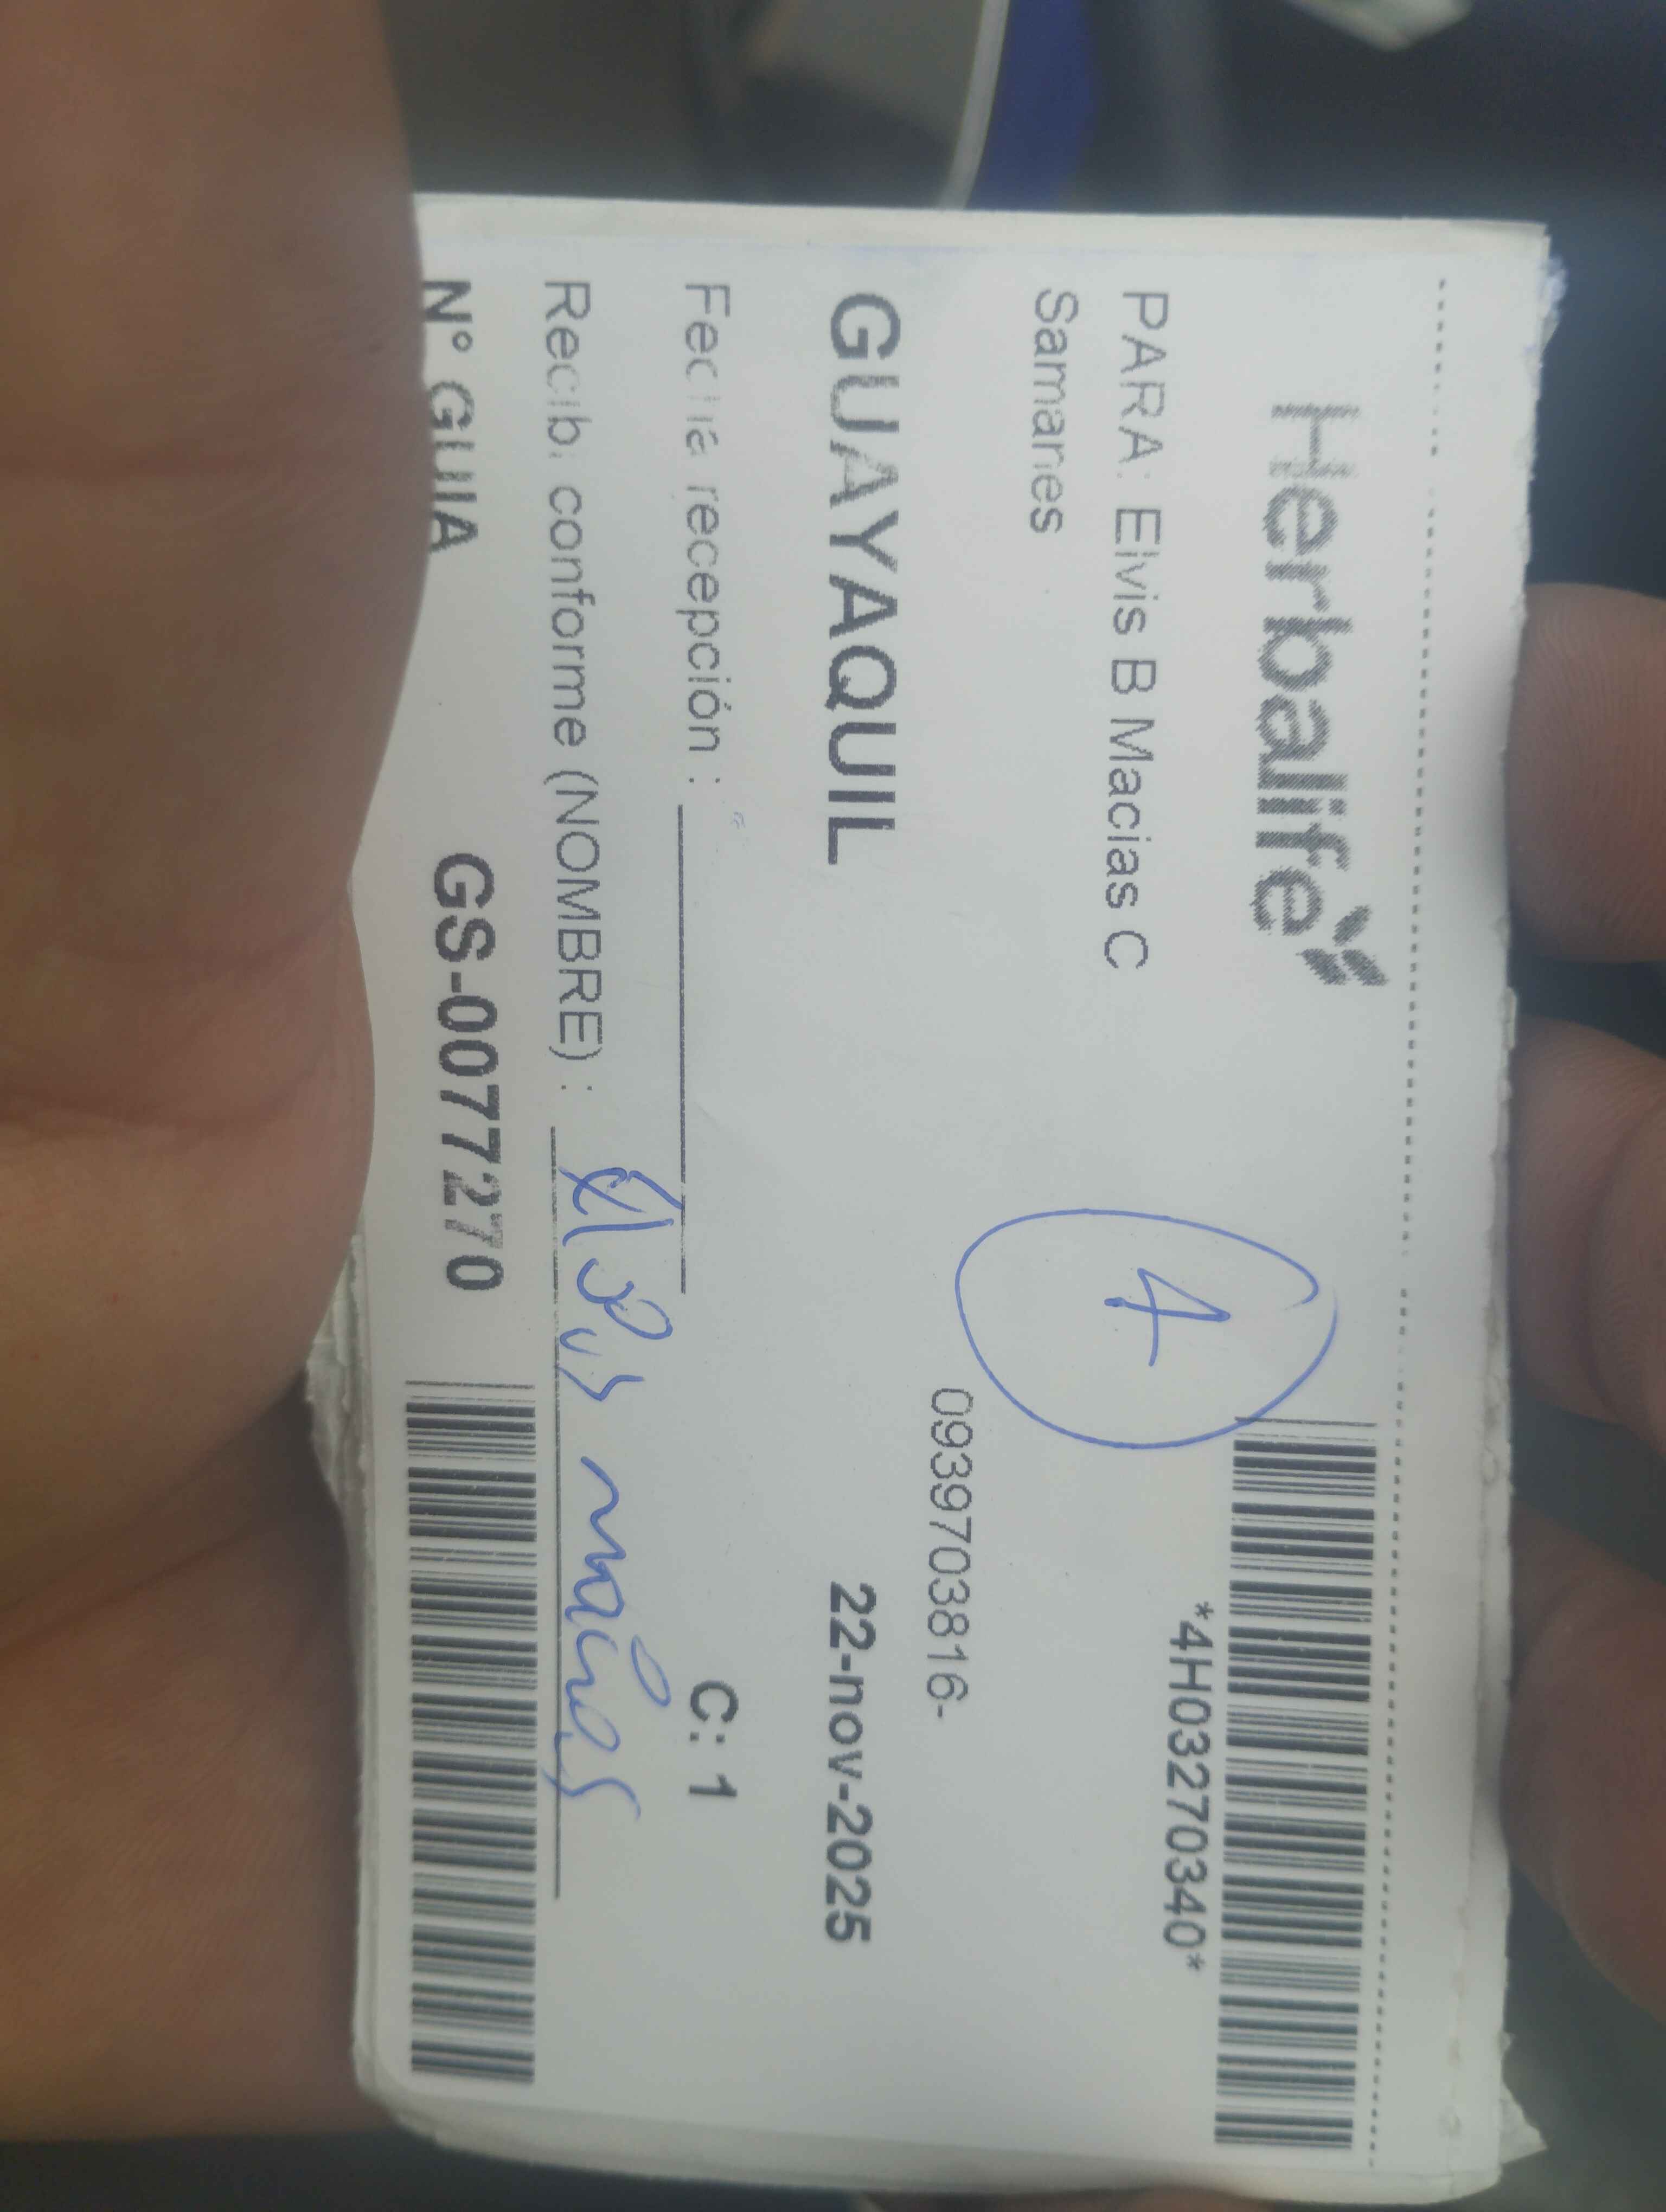 Herbalife
*4H03270340*
PARA: Elvis B Macias C
4
Samanes
0939703816-
GUAYAQUIL
22-nov-2025
Fecha recepción :
C: 1
Recibi conforme (NOMBRE) : Elvis macias
N° GUIA GS-0077270